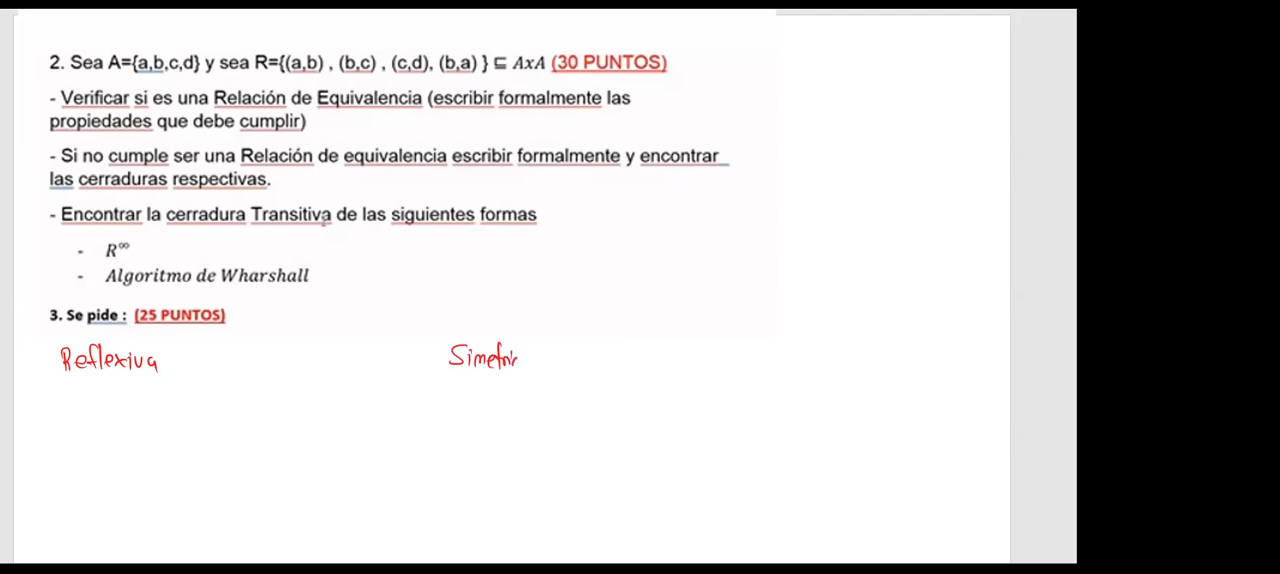 2. Sea A={a,b,c,d} y sea R={(a,b) , (b,c) , (c,d), (b,a) } ⊑ AxA (30 PUNTOS)
- Verificar si es una Relación de Equivalencia (escribir formalmente las
propiedades que debe cumplir)
- Si no cumple ser una Relación de equivalencia escribir formalmente y encontrar
las cerraduras respectivas.
- Encontrar la cerradura Transitiva de las siguientes formas
- R∞
- Algoritmo de Wharshall
3. Se pide : (25 PUNTOS)
Reflexiva Simetric